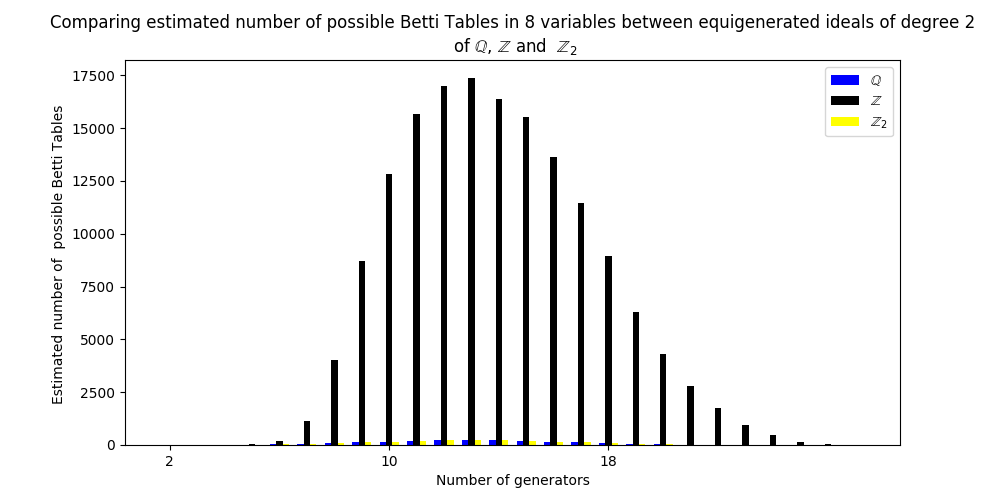 Comparing estimated number of possible Betti Tables in 8 variables between equigenerated ideals of degree 2
of ℚ, ℤ and ℤ₂
17500
15000
12500
10000
7500
5000
2500
0
Estimated number of possible Betti Tables
2
10
18
Number of generators
ℚ
ℤ
ℤ₂